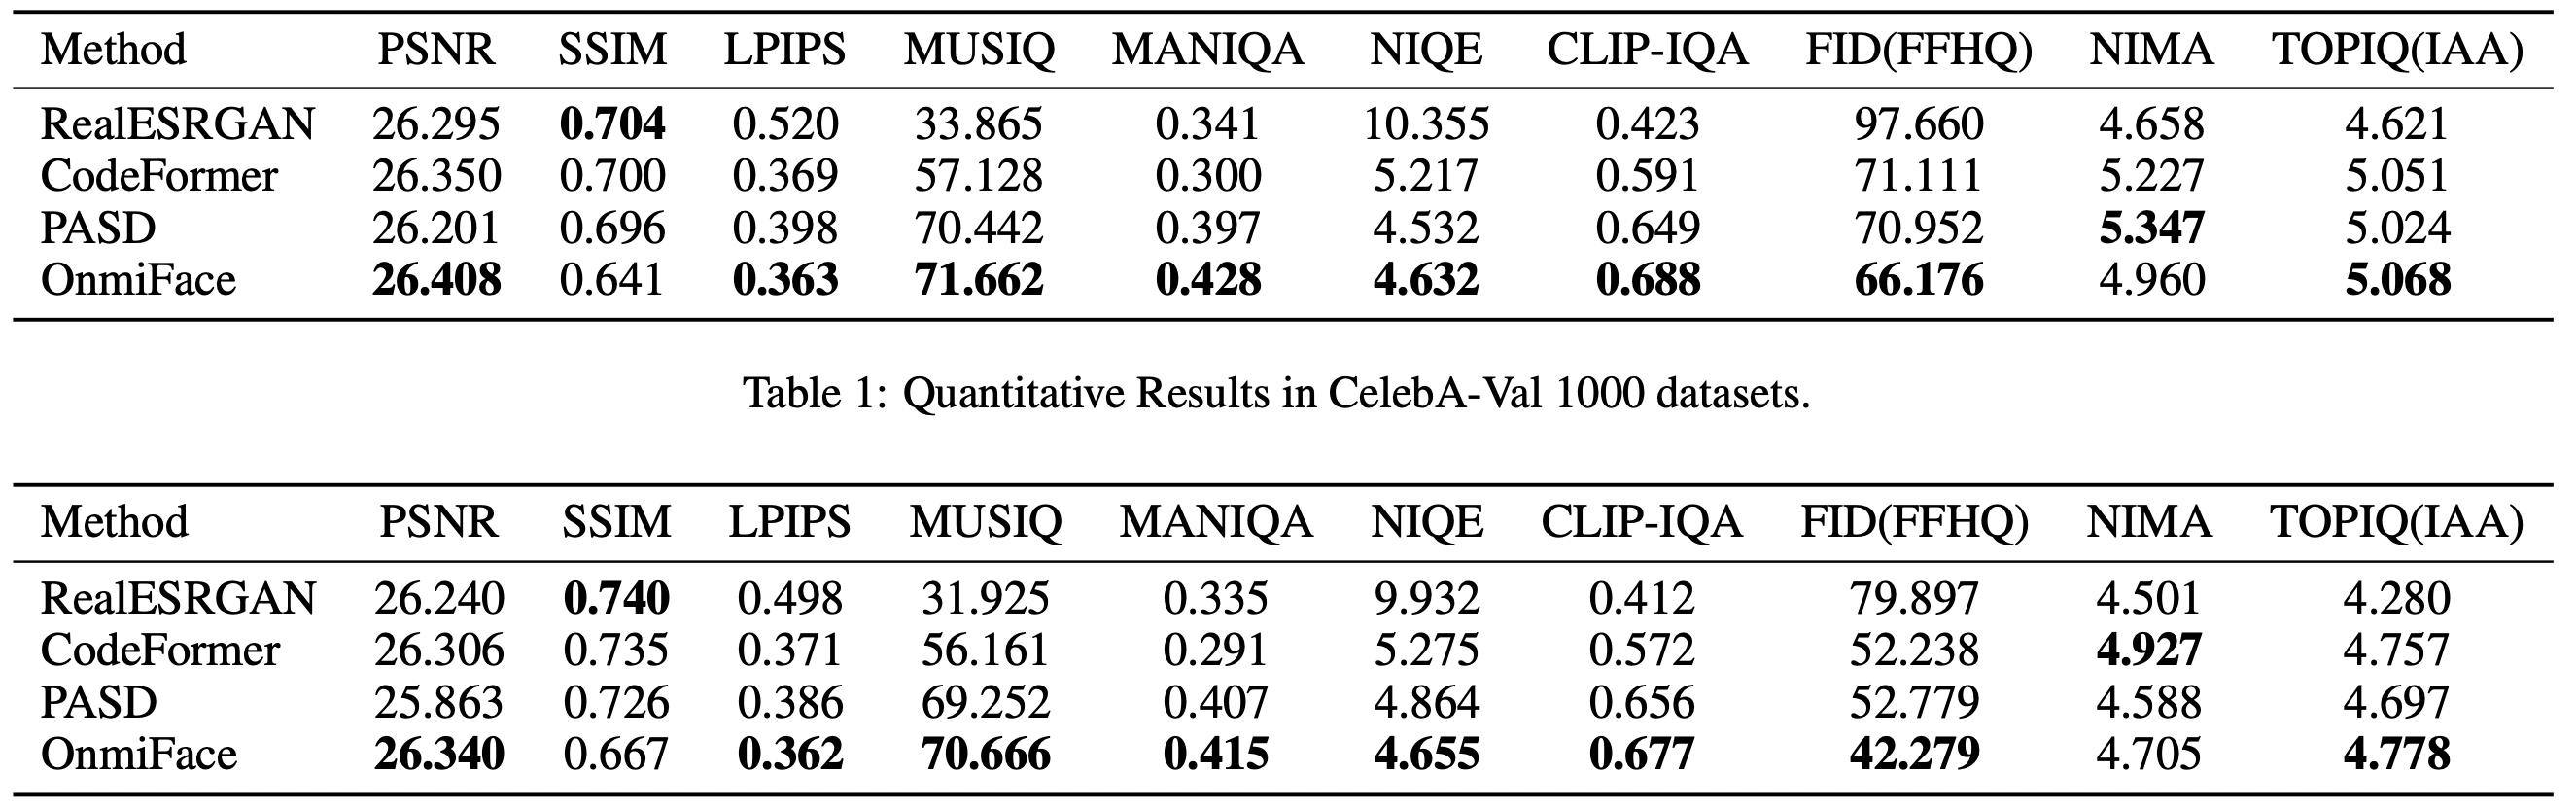 Method PSNR SSIM LPIPS MUSIQ MANIQA NIQE CLIP-IQA FID(FFHQ) NIMA TOPIQ(IAA)
RealESRGAN 26.295 0.704 0.520 33.865 0.341 10.355 0.423 97.660 4.658 4.621
CodeFormer 26.350 0.700 0.369 57.128 0.300 5.217 0.591 71.111 5.227 5.051
PASD 26.201 0.696 0.398 70.442 0.397 4.532 0.649 70.952 5.347 5.024
OnmiFace 26.408 0.641 0.363 71.662 0.428 4.632 0.688 66.176 4.960 5.068
Table 1: Quantitative Results in CelebA-Val 1000 datasets.
Method PSNR SSIM LPIPS MUSIQ MANIQA NIQE CLIP-IQA FID(FFHQ) NIMA TOPIQ(IAA)
RealESRGAN 26.240 0.740 0.498 31.925 0.335 9.932 0.412 79.897 4.501 4.280
CodeFormer 26.306 0.735 0.371 56.161 0.291 5.275 0.572 52.238 4.927 4.757
PASD 25.863 0.726 0.386 69.252 0.407 4.864 0.656 52.779 4.588 4.697
OnmiFace 26.340 0.667 0.362 70.666 0.415 4.655 0.677 42.279 4.705 4.778